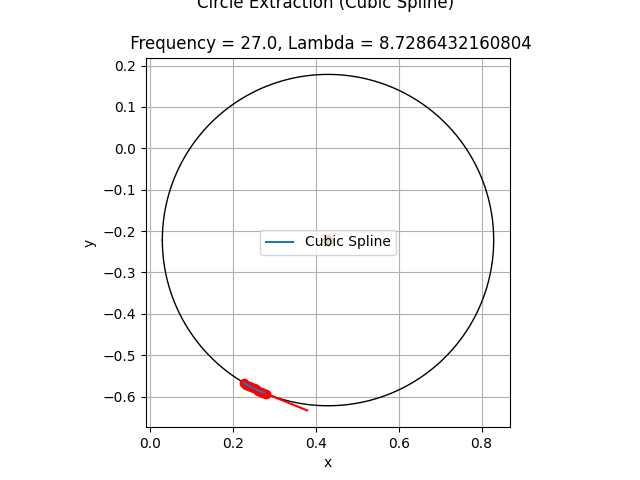 Circle Extraction (Cubic Spline)
Frequency = 27.0, Lambda = 8.7286432160804
0.2
0.1
0.0
−0.1
−0.2
−0.3
−0.4
−0.5
−0.6
y
Cubic Spline
0.0 0.2 0.4 0.6 0.8
x